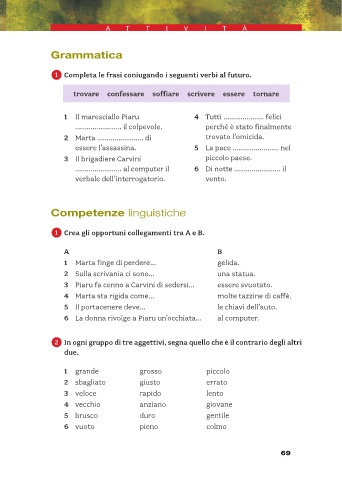 ATTIVITÀ
Grammatica
1 Completa le frasi coniugando i seguenti verbi al futuro.
trovare confessare soffiare scrivere essere tornare
1 Il maresciallo Piaru
....................... il colpevole.
2 Marta ....................... di
essere l'assassina.
3 Il brigadiere Carvini
....................... al computer il
verbale dell'interrogatorio.
4 Tutti .................... felici
perché è stato finalmente
trovato l'omicida.
5 La pace ....................... nel
piccolo paese.
6 Di notte ....................... il
vento.
Competenze linguistiche
1 Crea gli opportuni collegamenti tra A e B.
A B
1 Marta finge di perdere... gelida.
2 Sulla scrivania ci sono... una statua.
3 Piaru fa cenno a Carvini di sedersi... essere svuotato.
4 Marta sta rigida come... molte tazzine di caffè.
5 Il portacenere deve... le chiavi dell'auto.
6 La donna rivolge a Piaru un'occhiata... al computer.
2 In ogni gruppo di tre aggettivi, segna quello che è il contrario degli altri
due.
1 grande grosso piccolo
2 sbagliato giusto errato
3 veloce rapido lento
4 vecchio anziano giovane
5 brusco duro gentile
6 vuoto pieno colmo
69